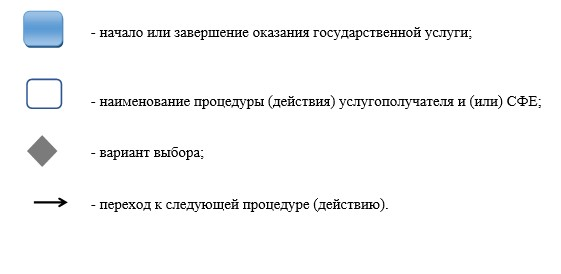 - начало или завершение оказания государственной услуги;
- наименование процедуры (действия) услугополучателя и (или) СФЕ;
- вариант выбора;
- переход к следующей процедуре (действию).